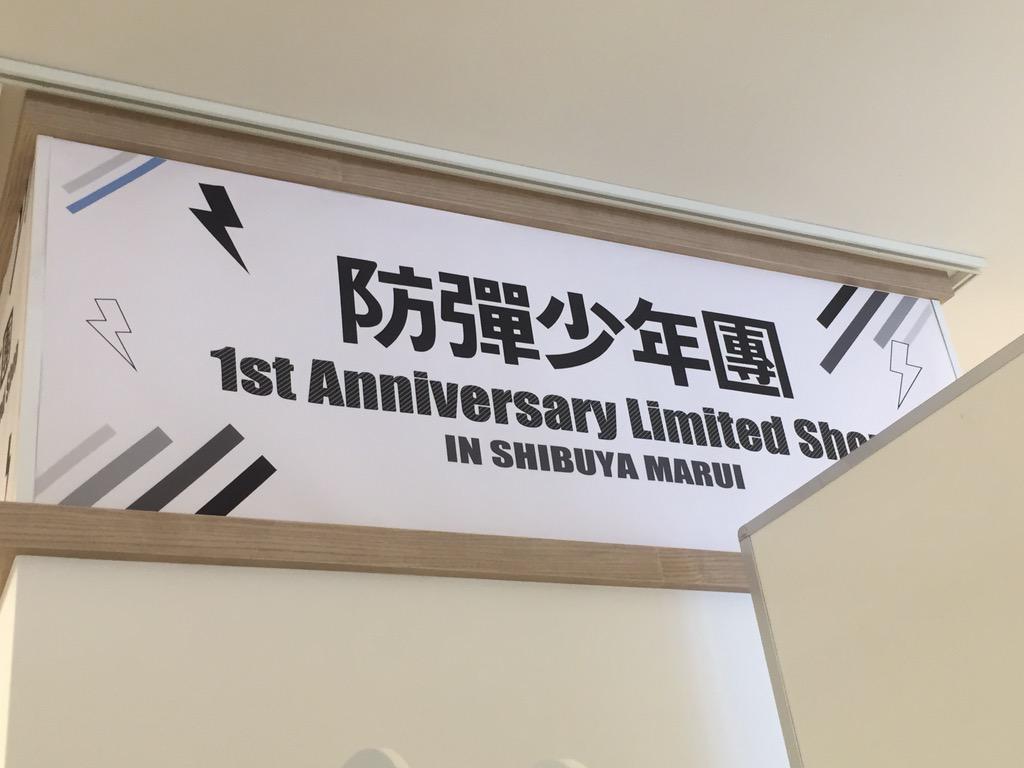 防彈少年團
1st Anniversary Limited
IN SHIBUYA MARUI